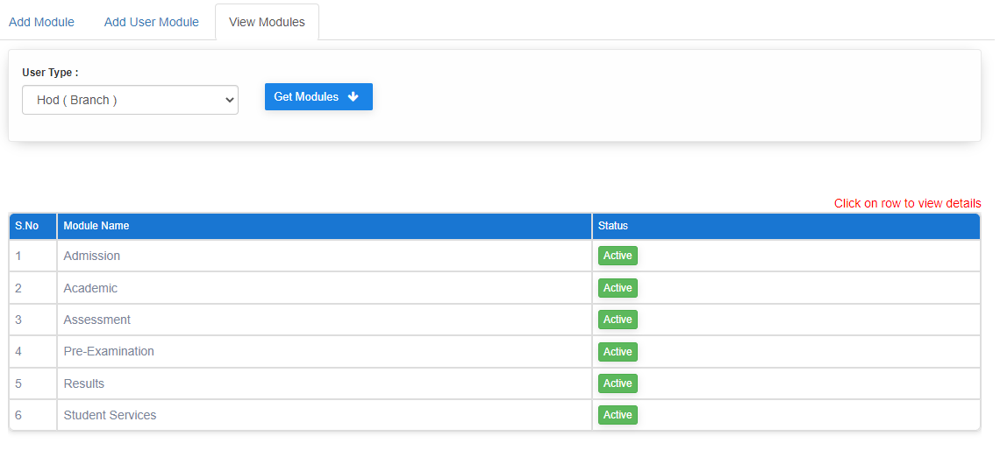 Add Module Add User Module View Modules
User Type :
Hod ( Branch )
Get Modules
Click on row to view details
S.No Module Name Status
1 Admission Active
2 Academic Active
3 Assessment Active
4 Pre-Examination Active
5 Results Active
6 Student Services Active